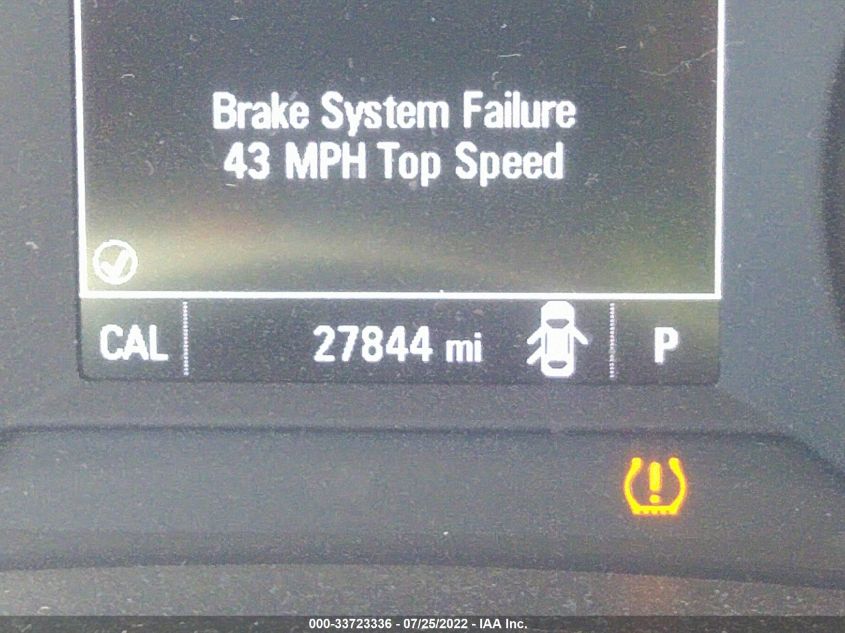 Brake System Failure
43 MPH Top Speed
CAL 27844 mi P
000-33723336 - 07/25/2022 - IAA Inc.